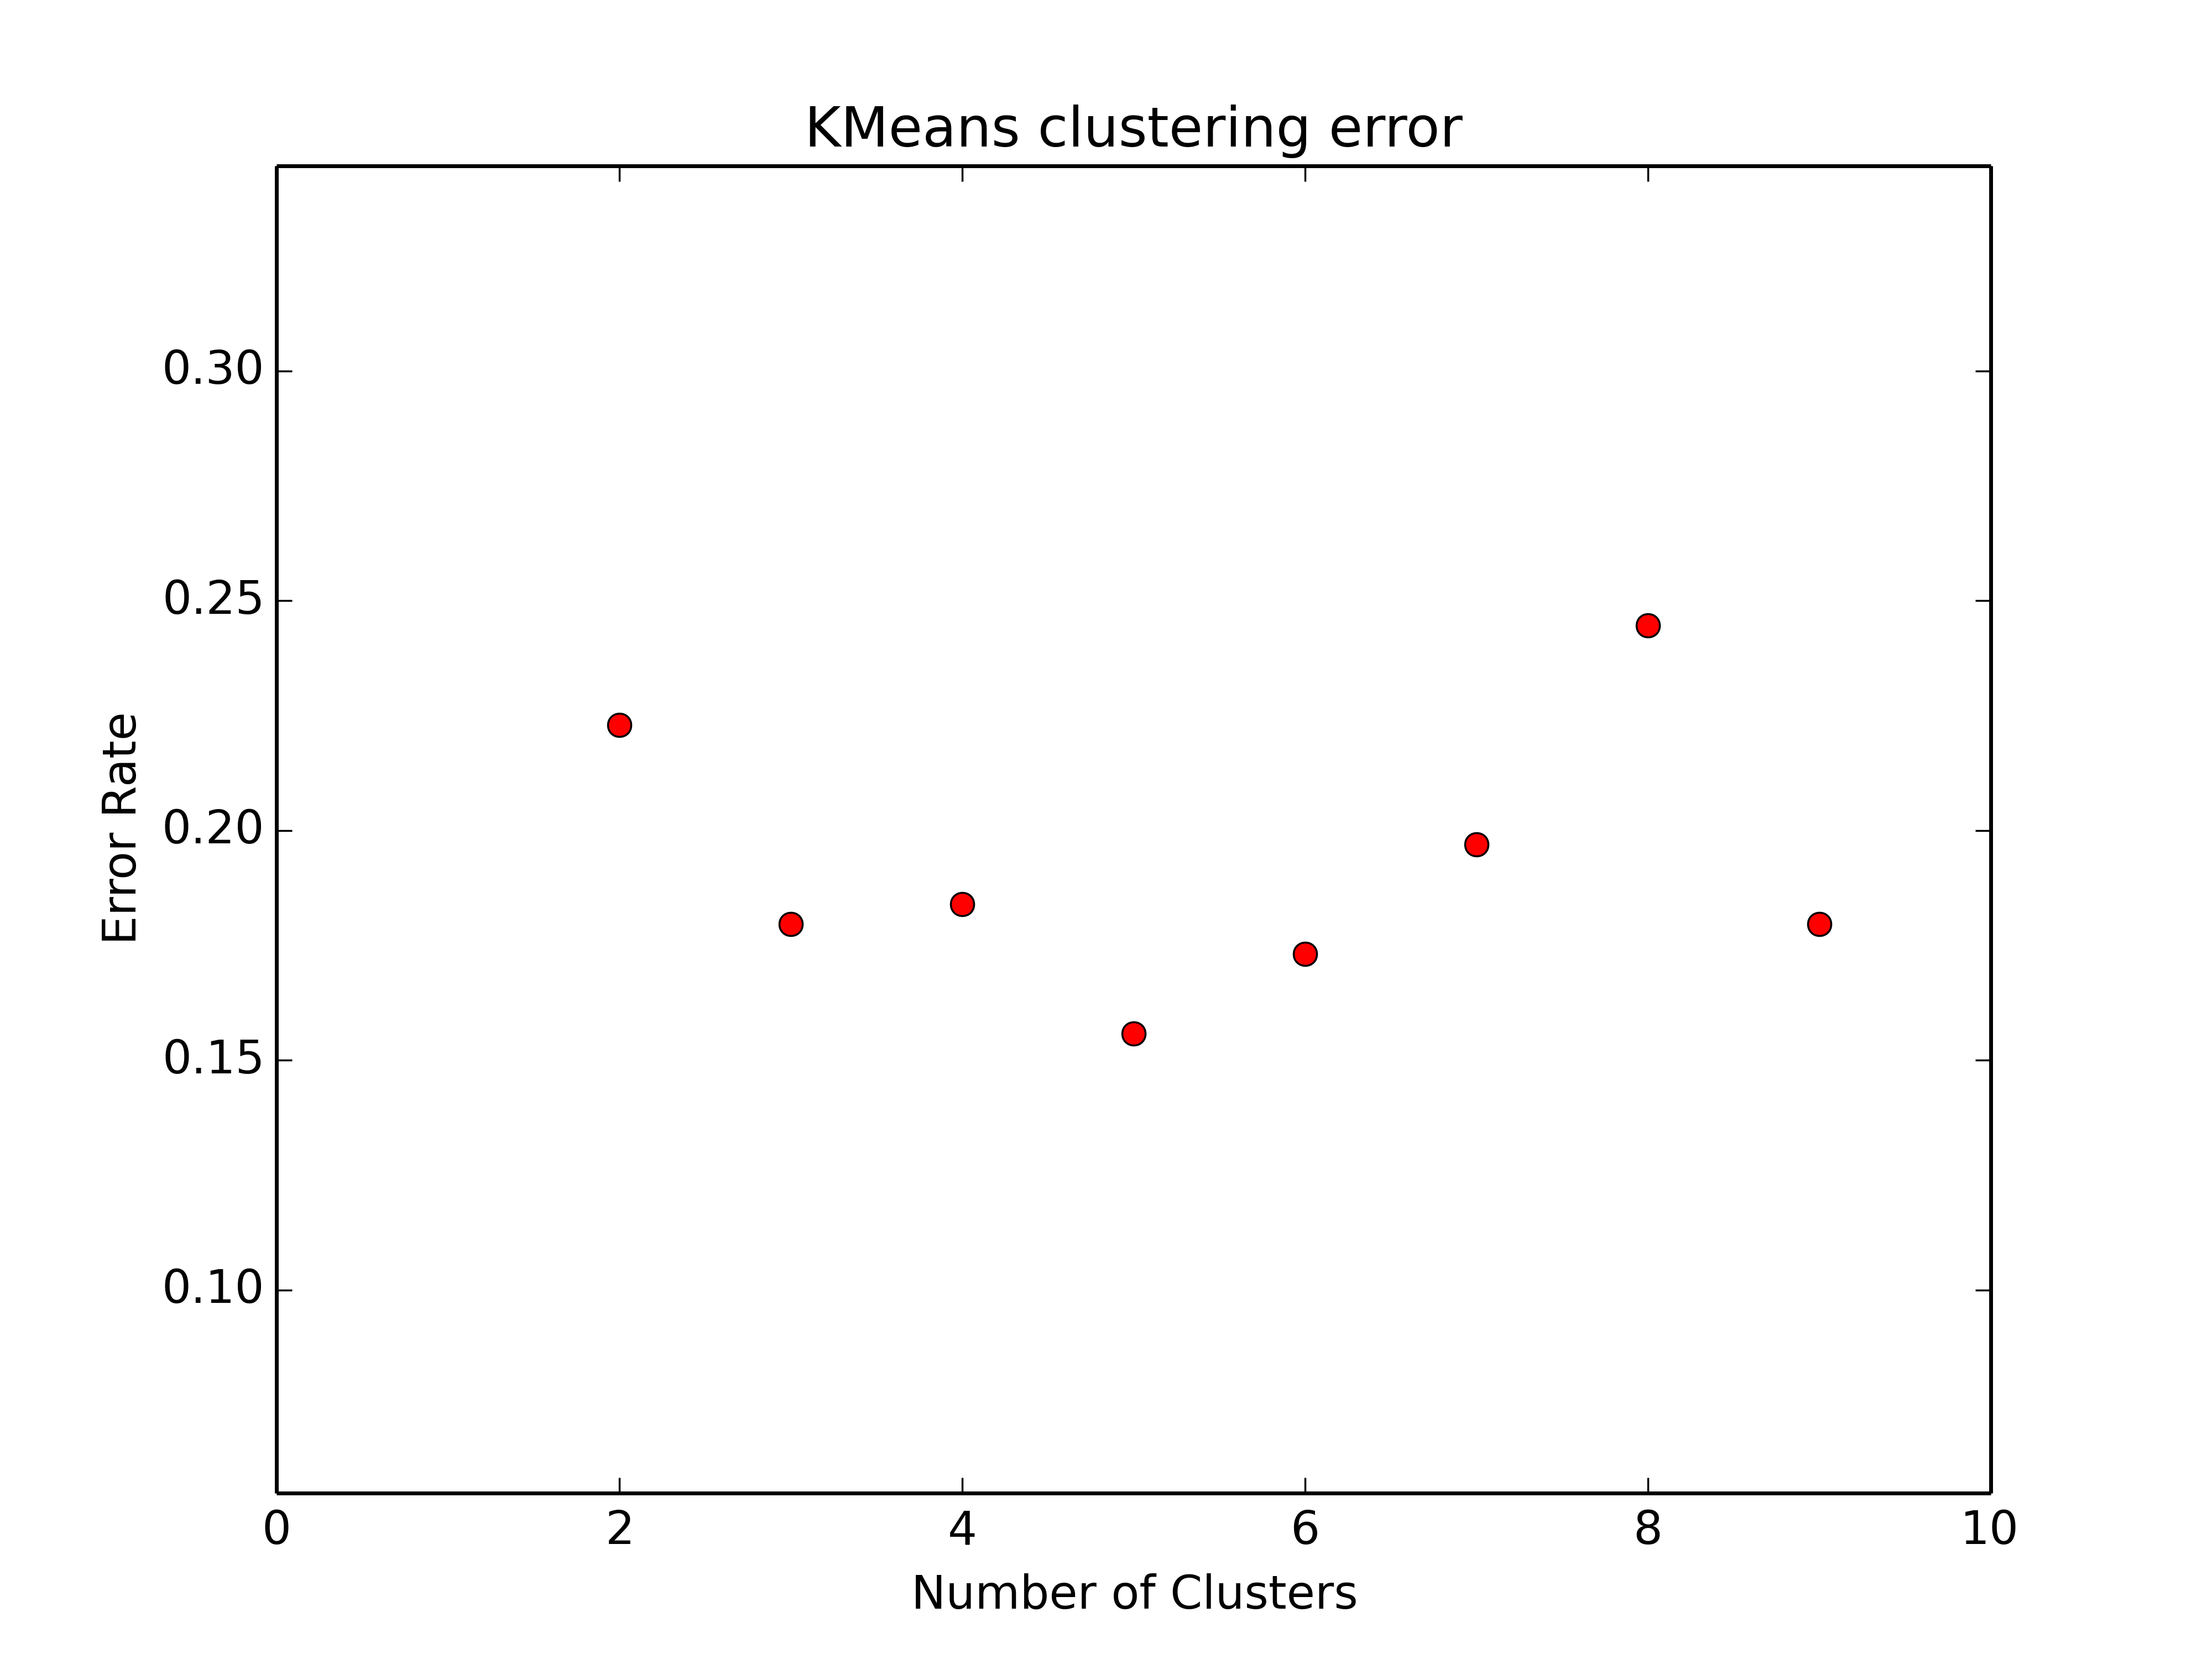 KMeans clustering error
0.30
0.25
0.20
0.15
0.10
Error Rate
0 2 4 6 8 10
Number of Clusters